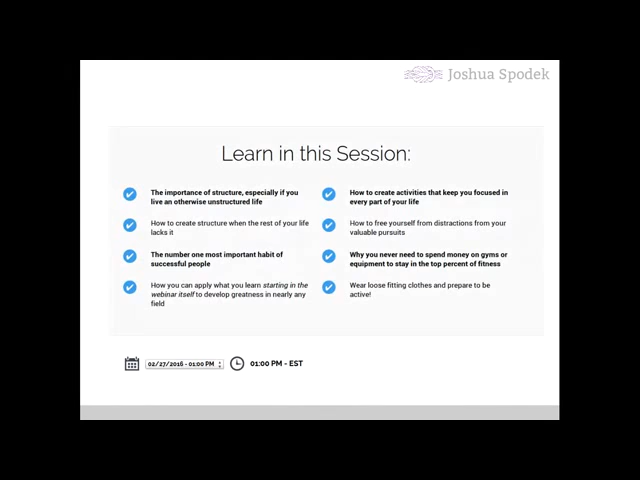 Joshua Spodek
Learn in this Session:
The importance of structure, especially if you
live an otherwise unstructured life
How to create structure when the rest of your life
lacks it
The number one most important habit of
successful people
How you can apply what you learn starting in the
webinar itself to develop greatness in nearly any
field
How to create activities that keep you focused in
every part of your life
How to free yourself from distractions from your
valuable pursuits
Why you never need to spend money on gyms or
equipment to stay in the top percent of fitness
Wear loose fitting clothes and prepare to be
active!
02/27/2016 - 01:00 PM
01:00 PM - EST